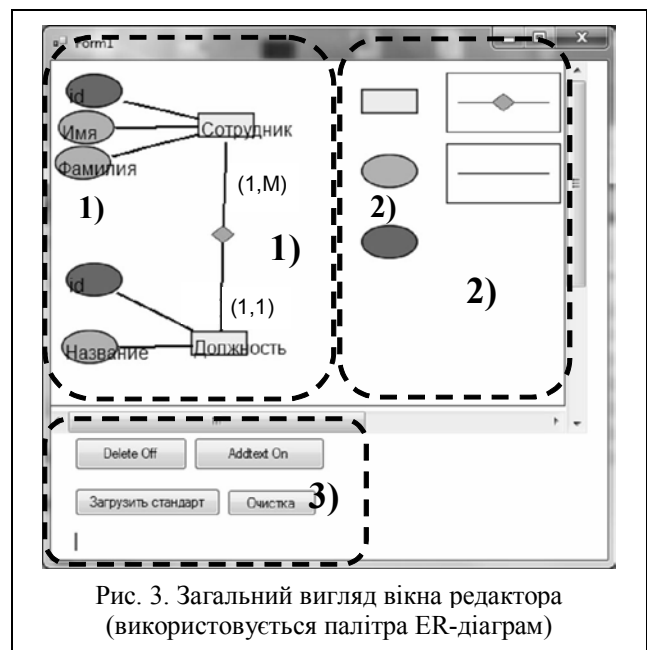 Form1
id
Имя
Сотрудник
Фамилия
(1,M)
1)
1)
id
(1,1)
Название
Должность
2)
2)
Delete Off
Addtext On
Загрузить стандарт
Очистка
3)
Рис. 3. Загальний вигляд вікна редактора
(використовується палітра ER-діаграм)